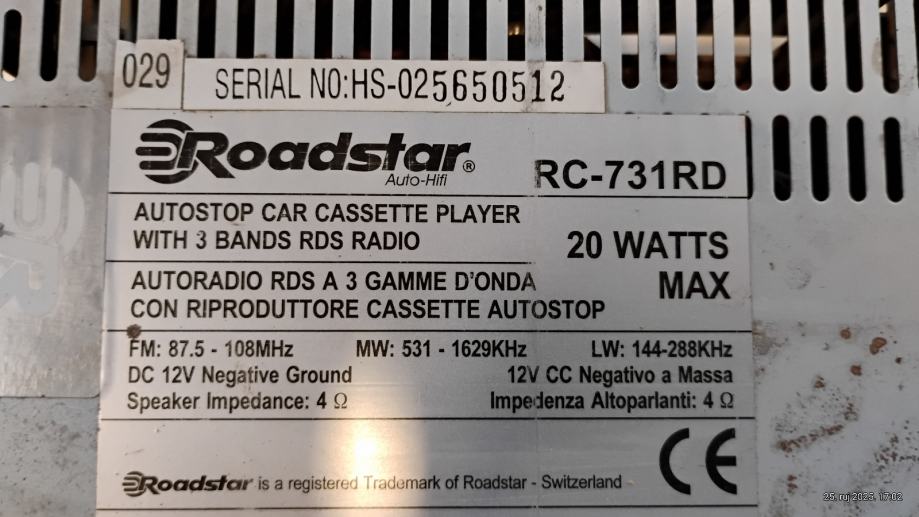 029
SERIAL NO:HS-025650512
Roadstar®
Auto-Hifi
RC-731RD
AUTOSTOP CAR CASSETTE PLAYER
WITH 3 BANDS RDS RADIO
20 WATTS
MAX
AUTORADIO RDS A 3 GAMME D'ONDA
CON RIPRODUTTORE CASSETTE AUTOSTOP
FM: 87.5 - 108MHz MW: 531 - 1629KHz LW: 144-288KHz
DC 12V Negative Ground 12V CC Negativo a Massa
Speaker Impedance: 4 Ω Impedenza Altoparlanti: 4 Ω
CE
Roadstar is a registered Trademark of Roadstar - Switzerland
25. ruj 2025. 17:02